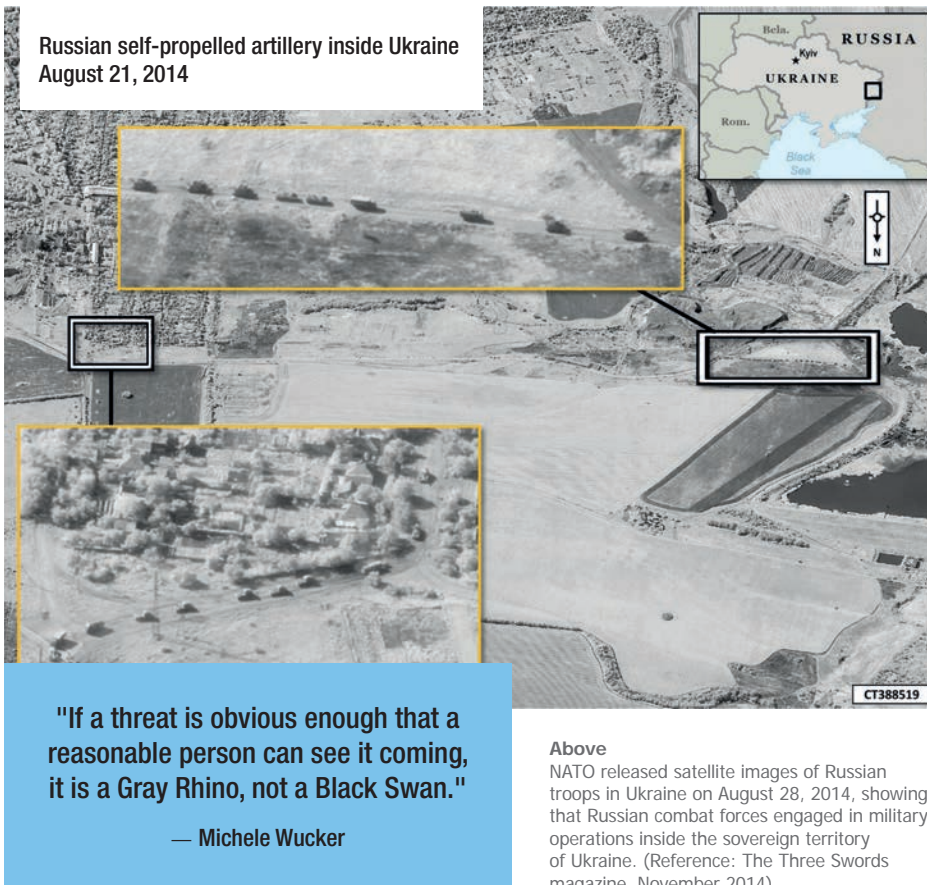 Russian self-propelled artillery inside Ukraine
August 21, 2014
Bela.
RUSSIA
Kyiv
UKRAINE
Rom.
Black
Sea
N
CT388519
"If a threat is obvious enough that a
reasonable person can see it coming,
it is a Gray Rhino, not a Black Swan."
— Michele Wucker
Above
NATO released satellite images of Russian
troops in Ukraine on August 28, 2014, showing
that Russian combat forces engaged in military
operations inside the sovereign territory
of Ukraine. (Reference: The Three Swords
magazine, November 2014)